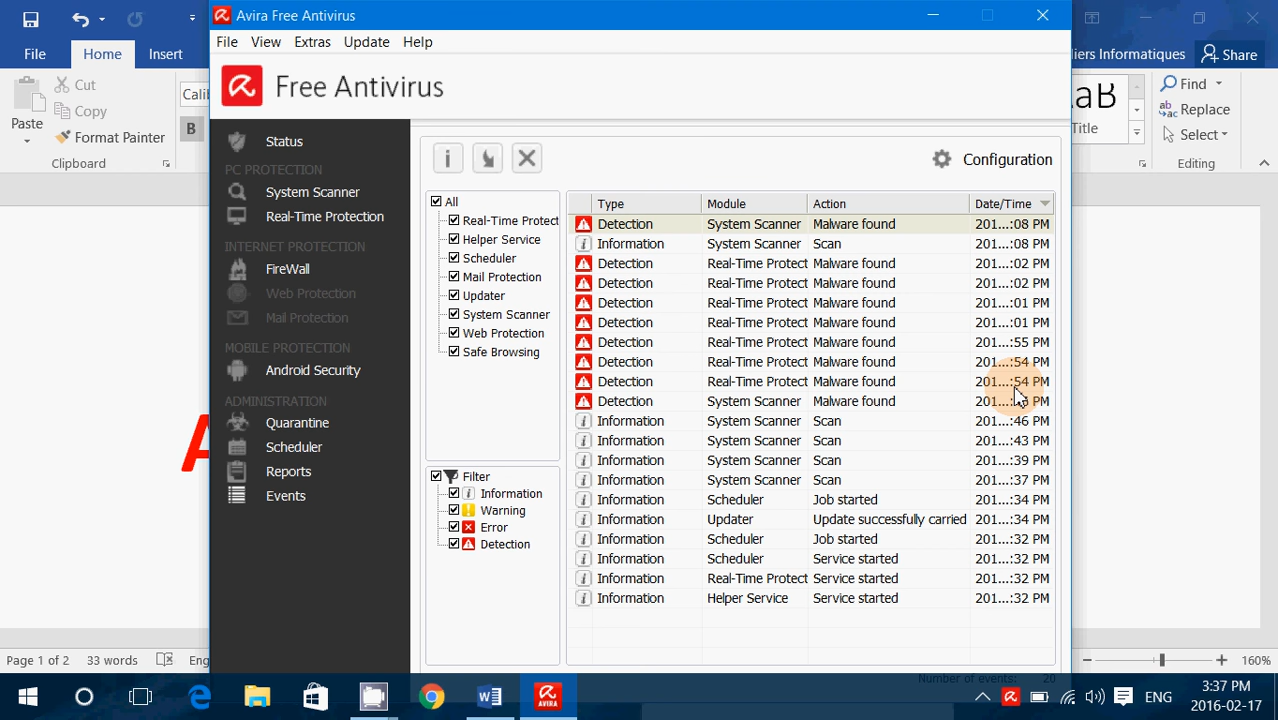 Avira Free Antivirus
File Home Insert
File View Extras Update Help
liers Informatiques Share
Free Antivirus
Cut
Copy
Format Painter
Paste
Clipboard
Calib
B
Title
Find
Replace
Select
Editing
Status
PC PROTECTION
System Scanner
Real-Time Protection
INTERNET PROTECTION
FireWall
Web Protection
Mail Protection
MOBILE PROTECTION
Android Security
ADMINISTRATION
Quarantine
Scheduler
Reports
Events
Configuration
All
Real-Time Protect
Helper Service
Scheduler
Mail Protection
Updater
System Scanner
Web Protection
Safe Browsing
Filter
Information
Warning
Error
Detection
Type Module Action Date/Time
Detection System Scanner Malware found 201...:08 PM
Information System Scanner Scan 201...:08 PM
Detection Real-Time Protect Malware found 201...:02 PM
Detection Real-Time Protect Malware found 201...:02 PM
Detection Real-Time Protect Malware found 201...:01 PM
Detection Real-Time Protect Malware found 201...:01 PM
Detection Real-Time Protect Malware found 201...:55 PM
Detection Real-Time Protect Malware found 201...:54 PM
Detection Real-Time Protect Malware found 201...:54 PM
Detection System Scanner Malware found PM
Information System Scanner Scan 201...:46 PM
Information System Scanner Scan 201...:43 PM
Information System Scanner Scan 201...:39 PM
Information System Scanner Scan 201...:37 PM
Information Scheduler Job started 201...:34 PM
Information Updater Update successfully carried 201...:34 PM
Information Scheduler Job started 201...:32 PM
Information Scheduler Service started 201...:32 PM
Information Real-Time Protect Service started 201...:32 PM
Information Helper Service Service started 201...:32 PM
Number of events: 20
Page 1 of 2 33 words Eng
160%
AVIRA
ENG
3:37 PM
2016-02-17